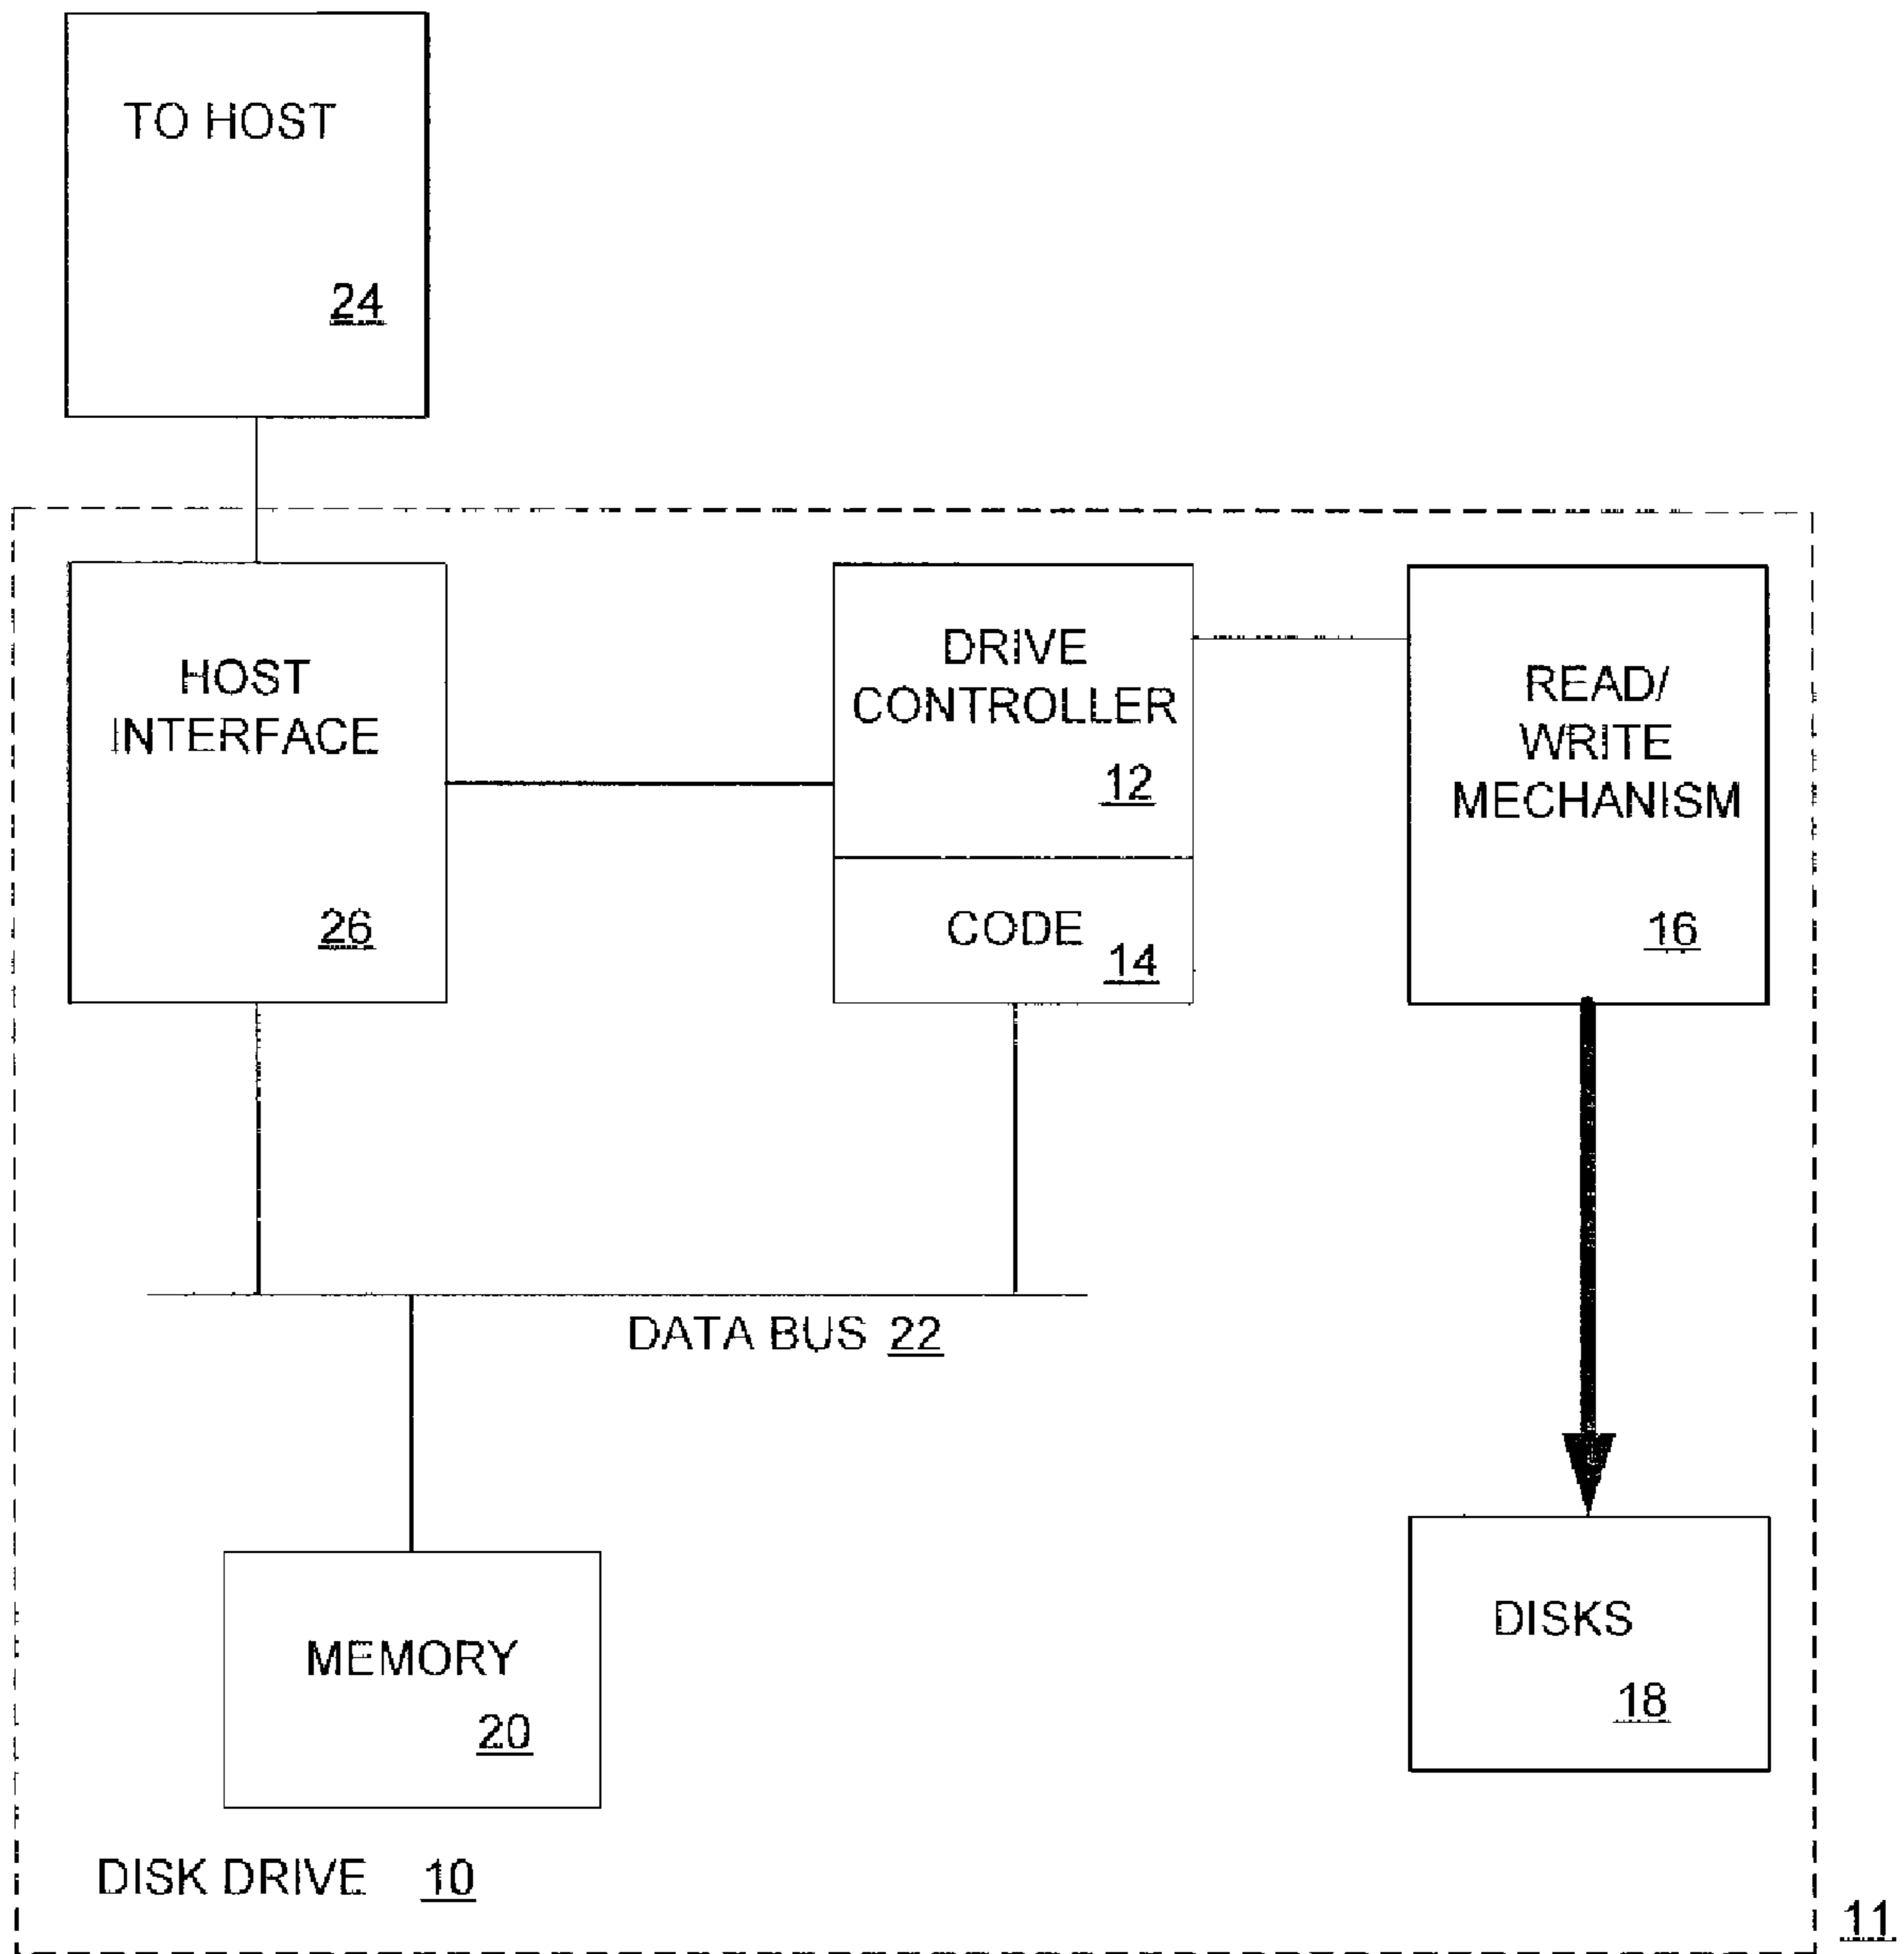 TO HOST
24
HOST
INTERFACE
26
DRIVE
CONTROLLER
12
CODE
14
READ/
WRITE
MECHANISM
16
DATA BUS 22
MEMORY
20
DISKS
18
DISK DRIVE 10
11